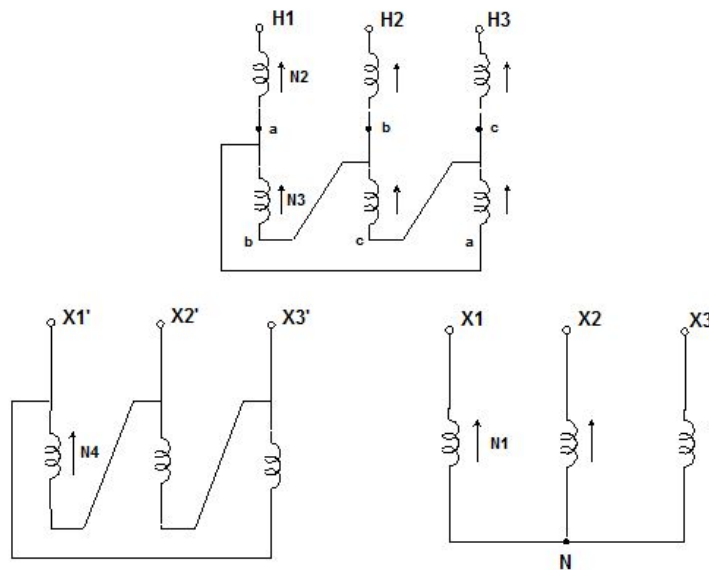 H1 H2 H3
N2
a b c
N3
b c a
X1' X2' X3'
N4
X1 X2 X3
N1
N